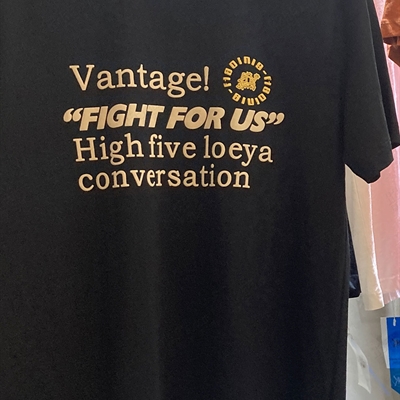 Vantage!
“FIGHT FOR US”
High five loeya
conversation